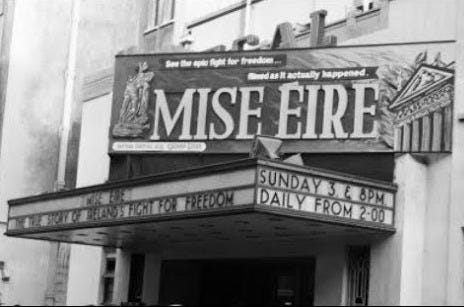 See the epic fight for freedom...
filmed as it actually happened.
MISE ÉIRE
MISE EIRE
THE TRUE STORY OF IRELAND'S FIGHT FOR FREEDOM
SUNDAY 3. & 8PM
DAILY FROM 2-00